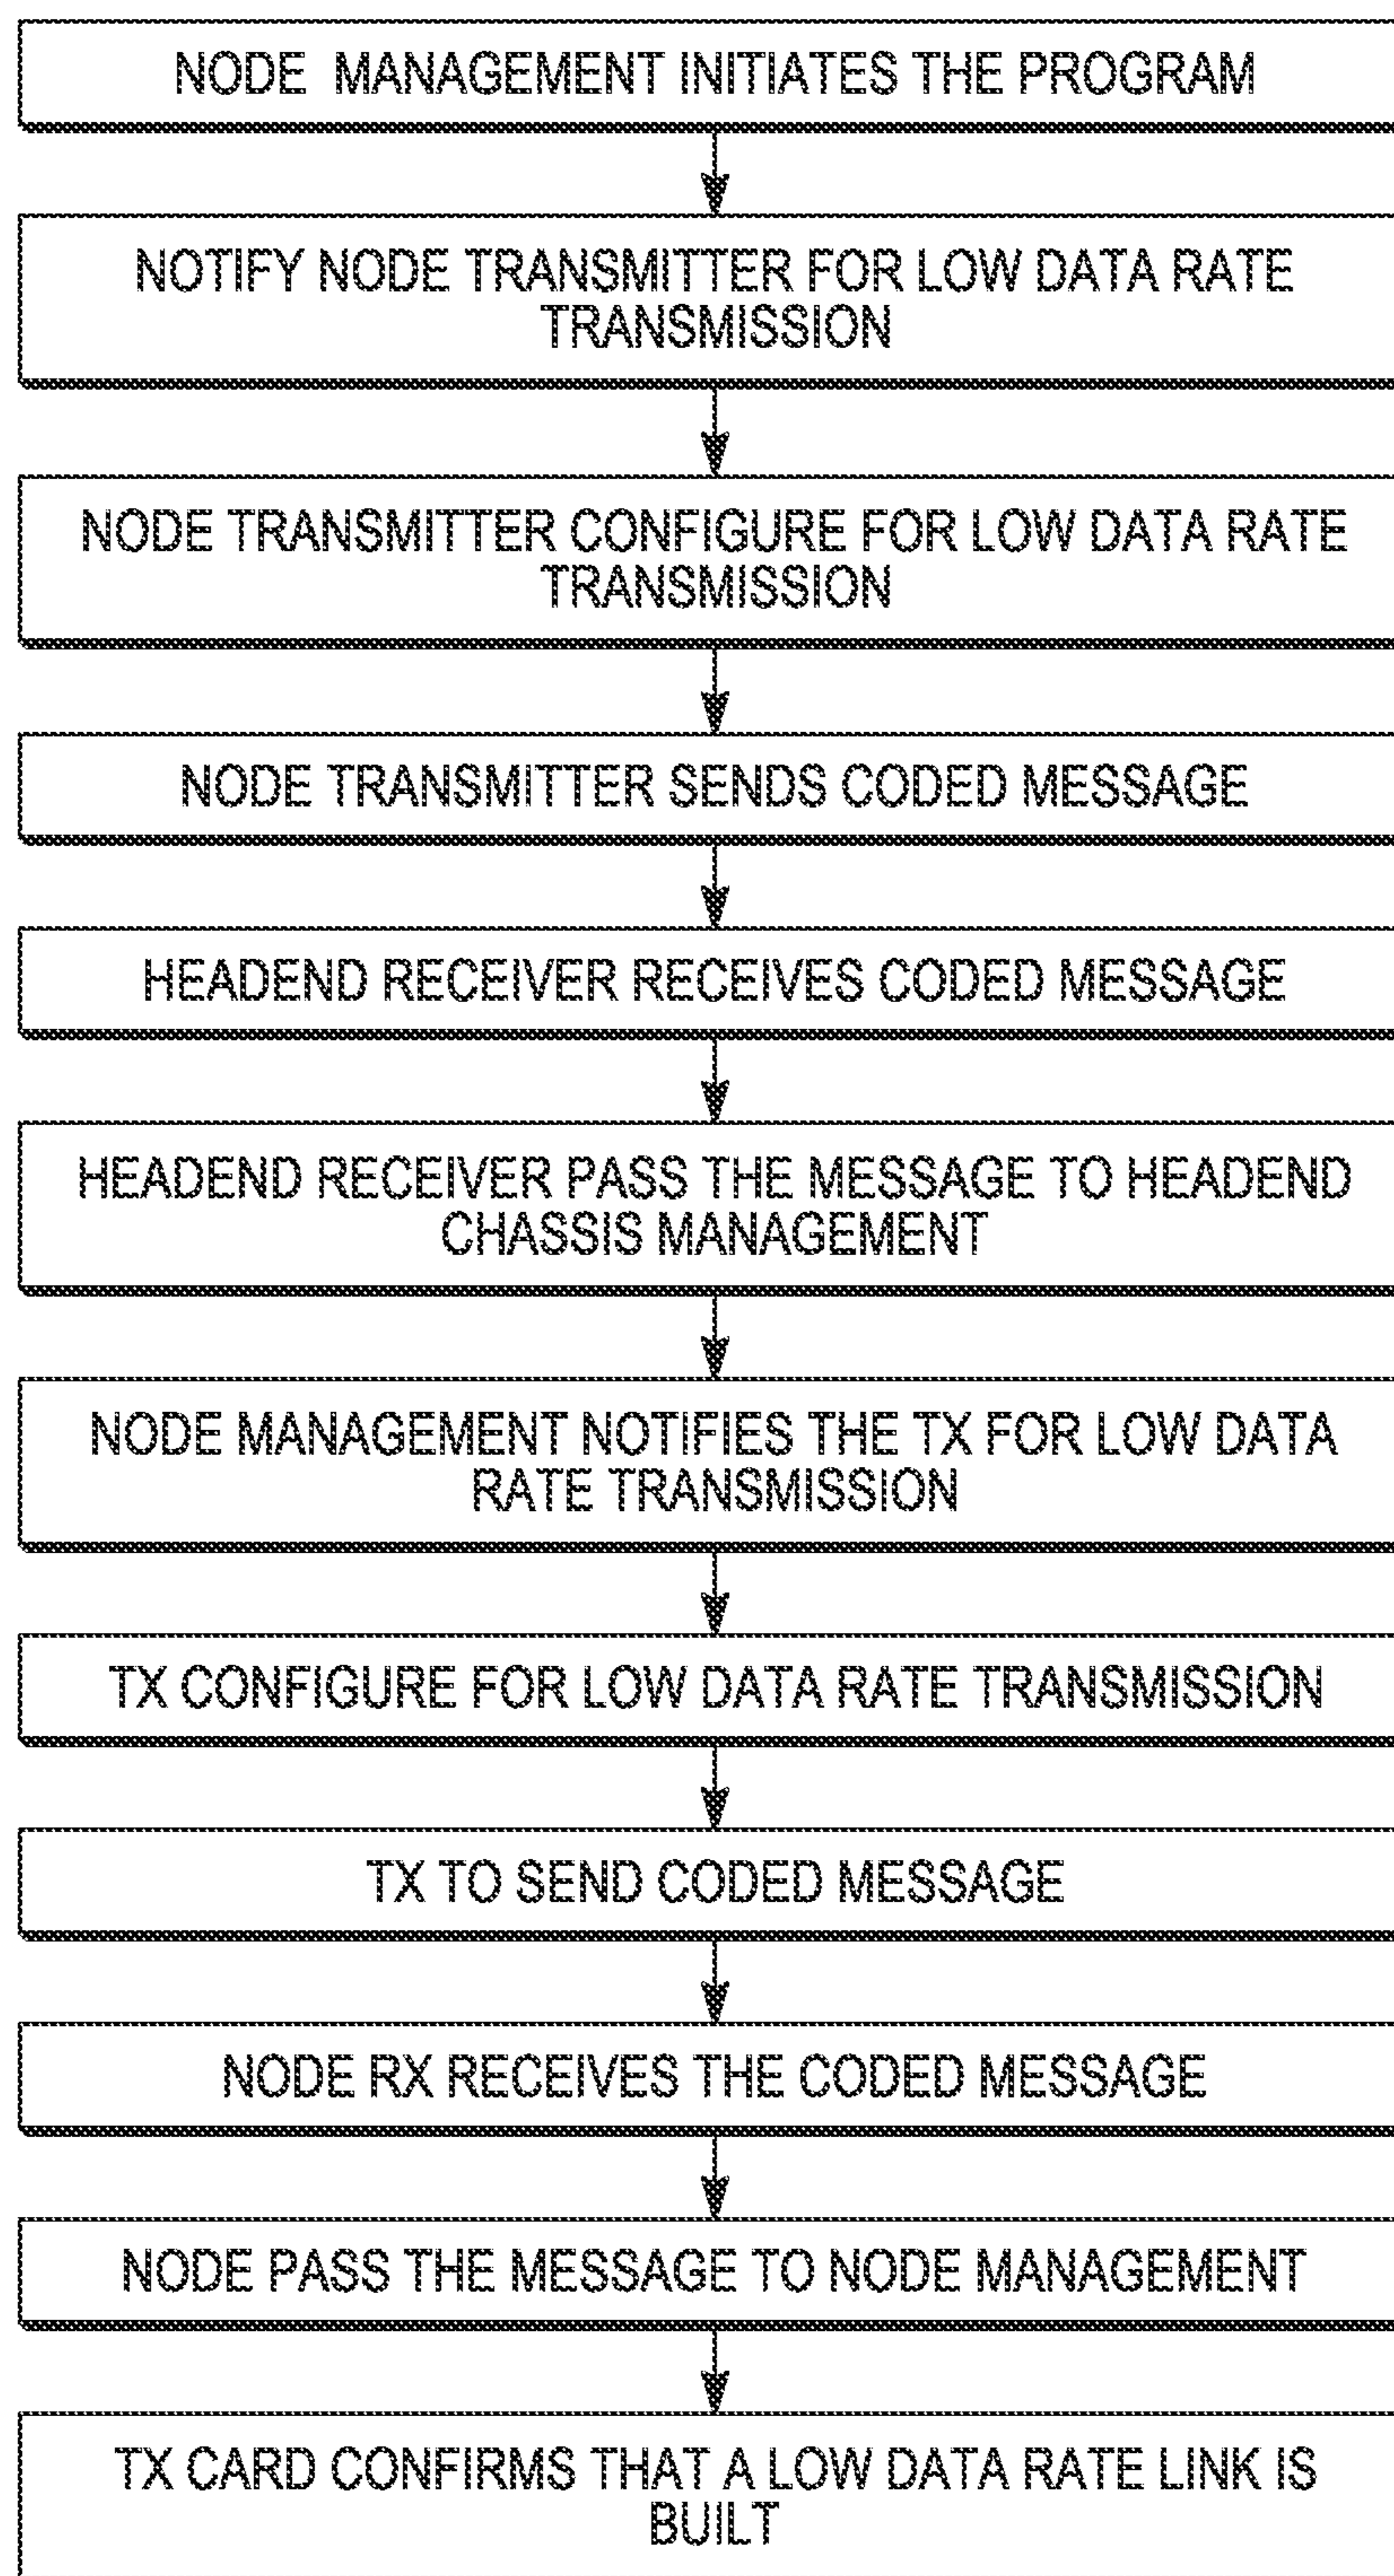 NODE MANAGEMENT INITIATES THE PROGRAM
NOTIFY NODE TRANSMITTER FOR LOW DATA RATE
TRANSMISSION
NODE TRANSMITTER CONFIGURE FOR LOW DATA RATE
TRANSMISSION
NODE TRANSMITTER SENDS CODED MESSAGE
HEADEND RECEIVER RECEIVES CODED MESSAGE
HEADEND RECEIVER PASS THE MESSAGE TO HEADEND
CHASSIS MANAGEMENT
NODE MANAGEMENT NOTIFIES THE TX FOR LOW DATA
RATE TRANSMISSION
TX CONFIGURE FOR LOW DATA RATE TRANSMISSION
TX TO SEND CODED MESSAGE
NODE RX RECEIVES THE CODED MESSAGE
NODE PASS THE MESSAGE TO NODE MANAGEMENT
TX CARD CONFIRMS THAT A LOW DATA RATE LINK IS
BUILT